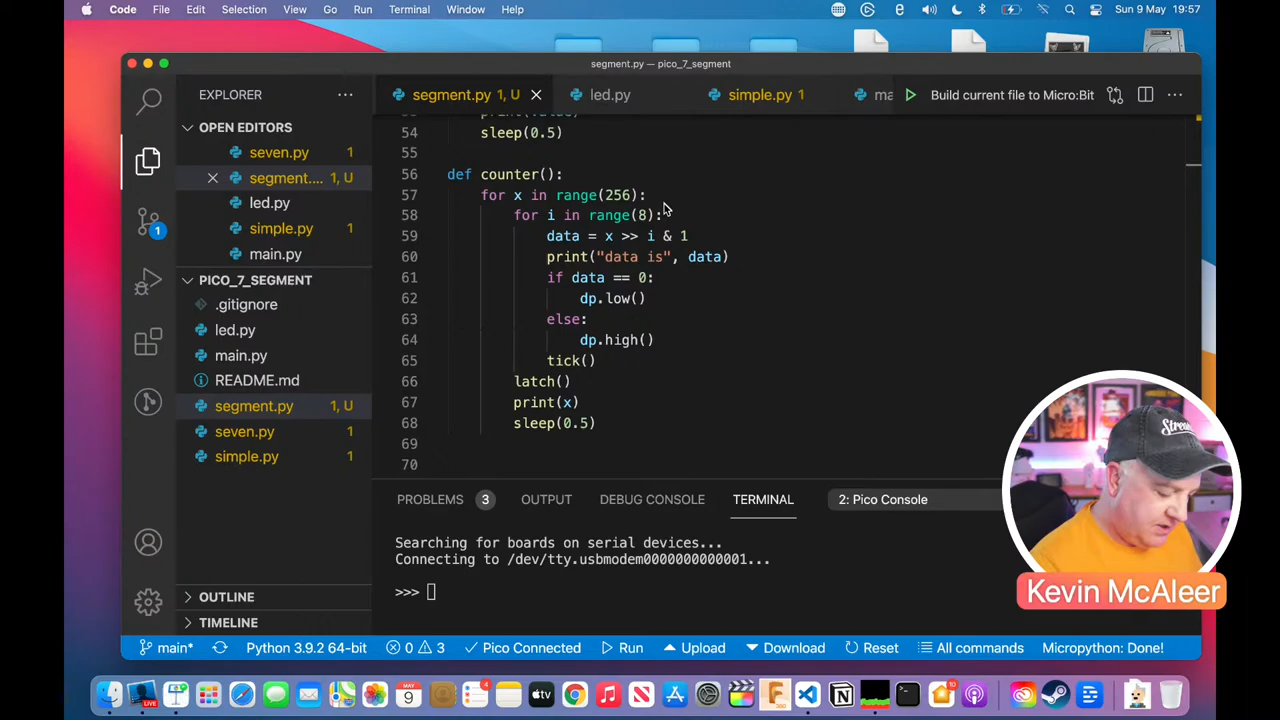 Code File Edit Selection View Go Run Terminal Window Help Sun 9 May 19:57
segment.py — pico_7_segment
EXPLORER
segment.py 1, U
led.py
simple.py 1
ma
Build current file to Micro:Bit
OPEN EDITORS
seven.py 1
segment.... 1, U
led.py
simple.py 1
main.py
PICO_7_SEGMENT
.gitignore
led.py
main.py
README.md
segment.py 1, U
seven.py 1
simple.py 1
OUTLINE
TIMELINE
1
53 print(value)
54 sleep(0.5)
55
56 def counter():
57 for x in range(256):
58 for i in range(8):
59 data = x >> i & 1
60 print("data is", data)
61 if data == 0:
62 dp.low()
63 else:
64 dp.high()
65 tick()
66 latch()
67 print(x)
68 sleep(0.5)
69
70
PROBLEMS 3 OUTPUT DEBUG CONSOLE TERMINAL 2: Pico Console
Searching for boards on serial devices...
Connecting to /dev/tty.usbmodem0000000000001...
>>>
Kevin McAleer
main* Python 3.9.2 64-bit 0 3 Pico Connected Run Upload Download Reset All commands Micropython: Done!